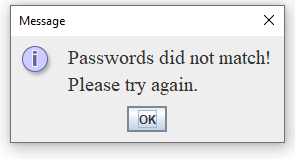 Message
Passwords did not match!
Please try again.
OK